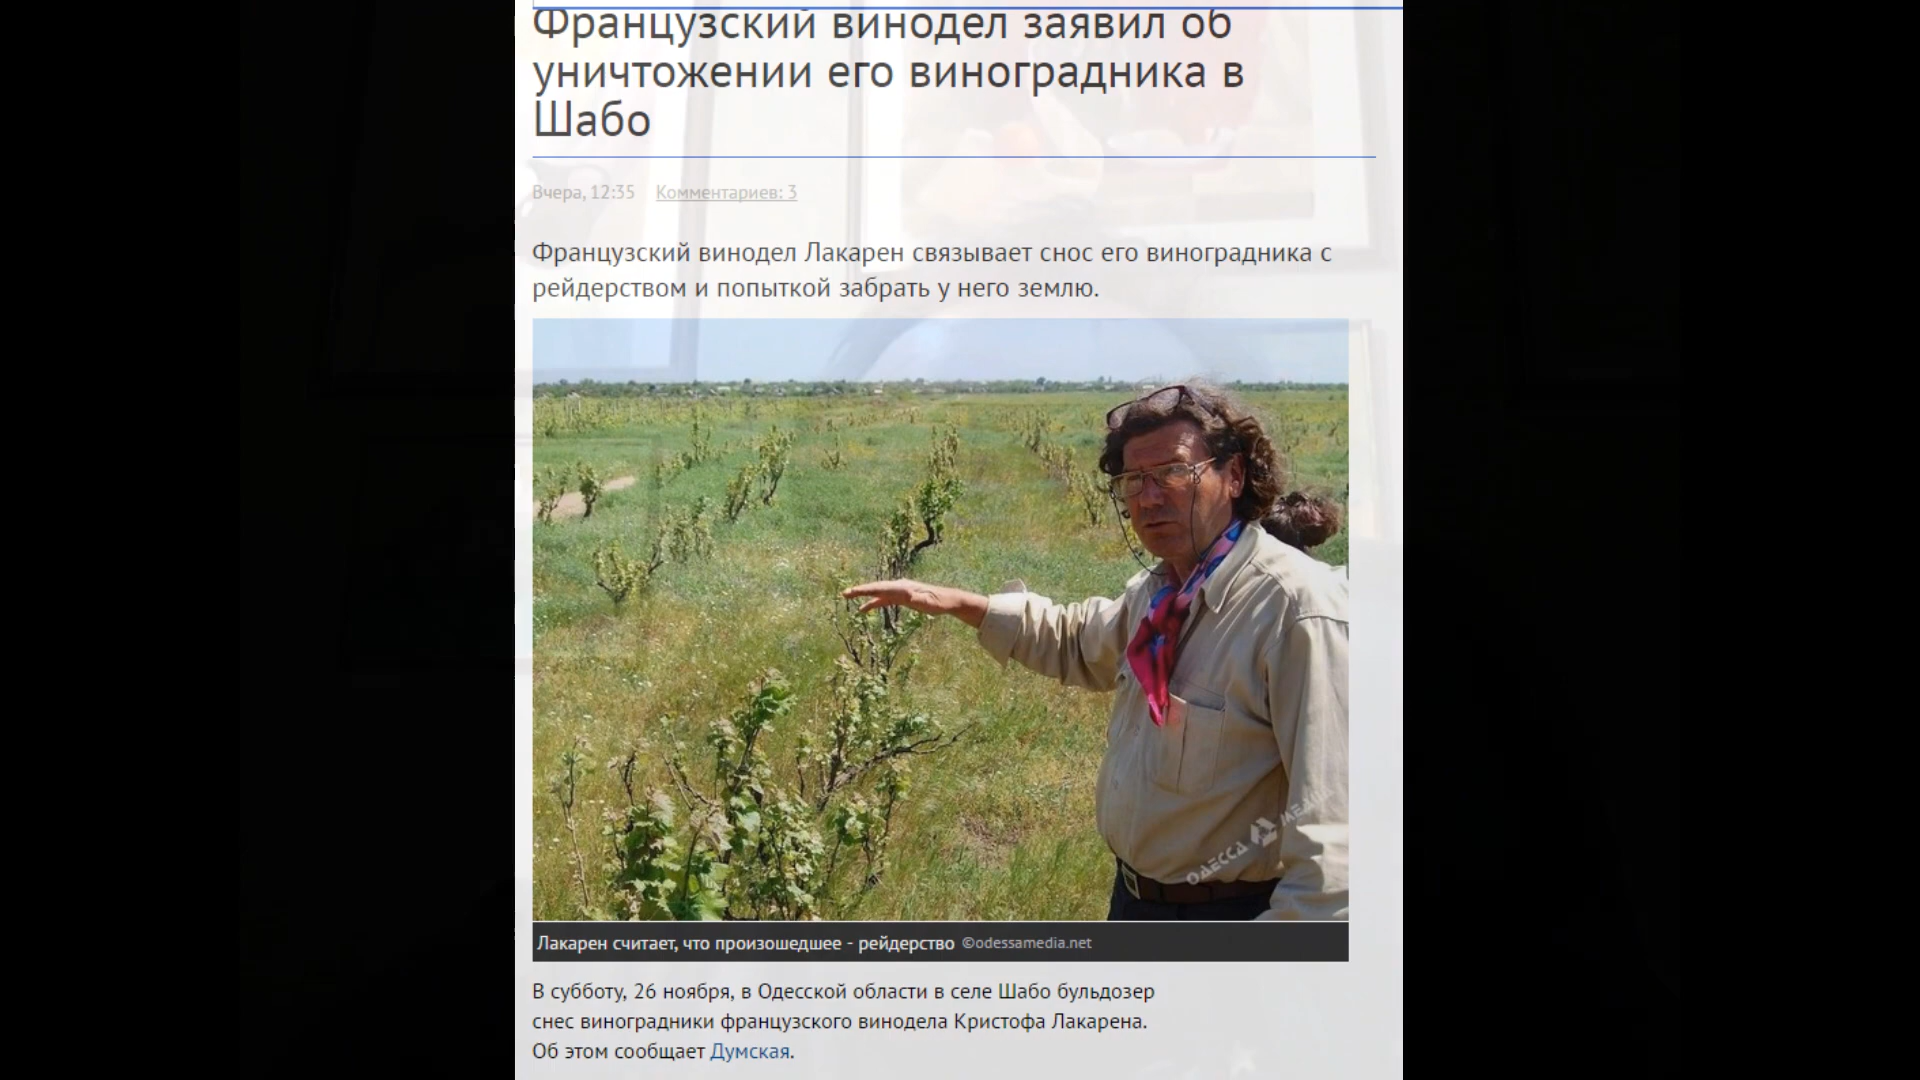 Французский винодел заявил об
уничтожении его виноградника в
Шабо
Вчера, 12:35 Комментариев: 3
Французский винодел Лакарен связывает снос его виноградника с
рейдерством и попыткой забрать у него землю.
ОДЕССА МЕДИА
Лакарен считает, что произошедшее - рейдерство ©odessamedia.net
В субботу, 26 ноября, в Одесской области в селе Шабо бульдозер
снес виноградники французского винодела Кристофа Лакарена.
Об этом сообщает Думская.